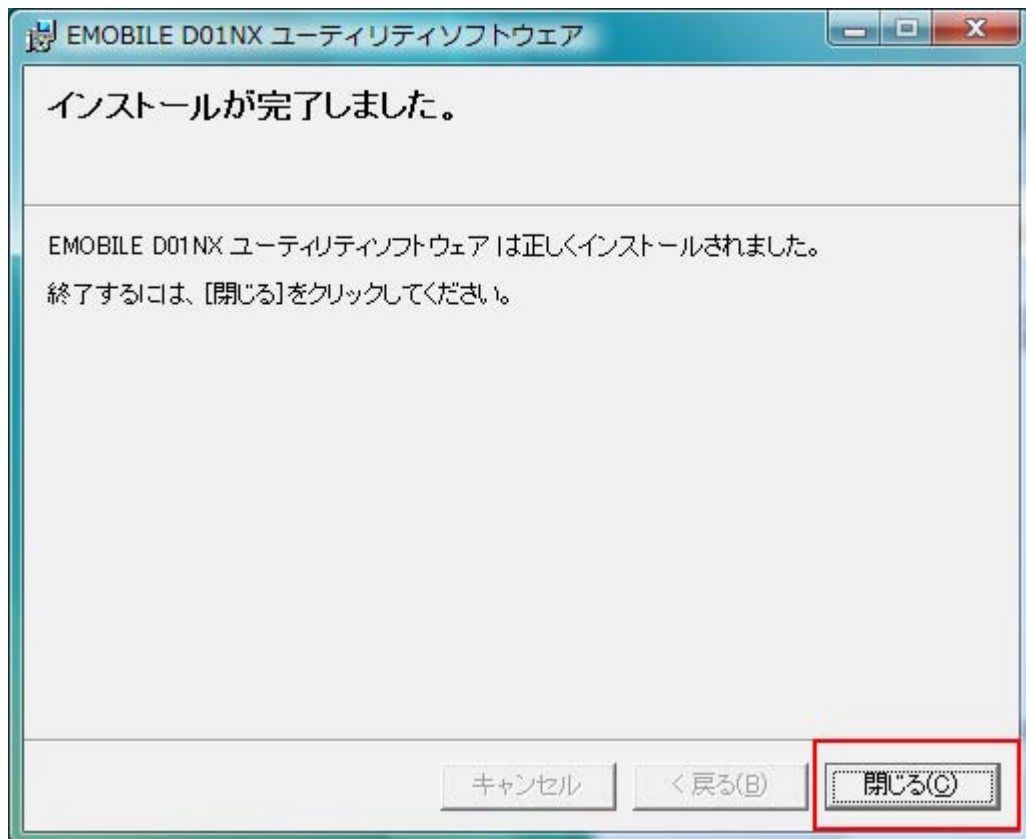 EMOBILE D01NX ユーティリティソフトウェア
インストールが完了しました。
EMOBILE D01NX ユーティリティソフトウェア は正しくインストールされました。
終了するには、[閉じる]をクリックしてください。
キャンセル
< 戻る(B)
閉じる(C)